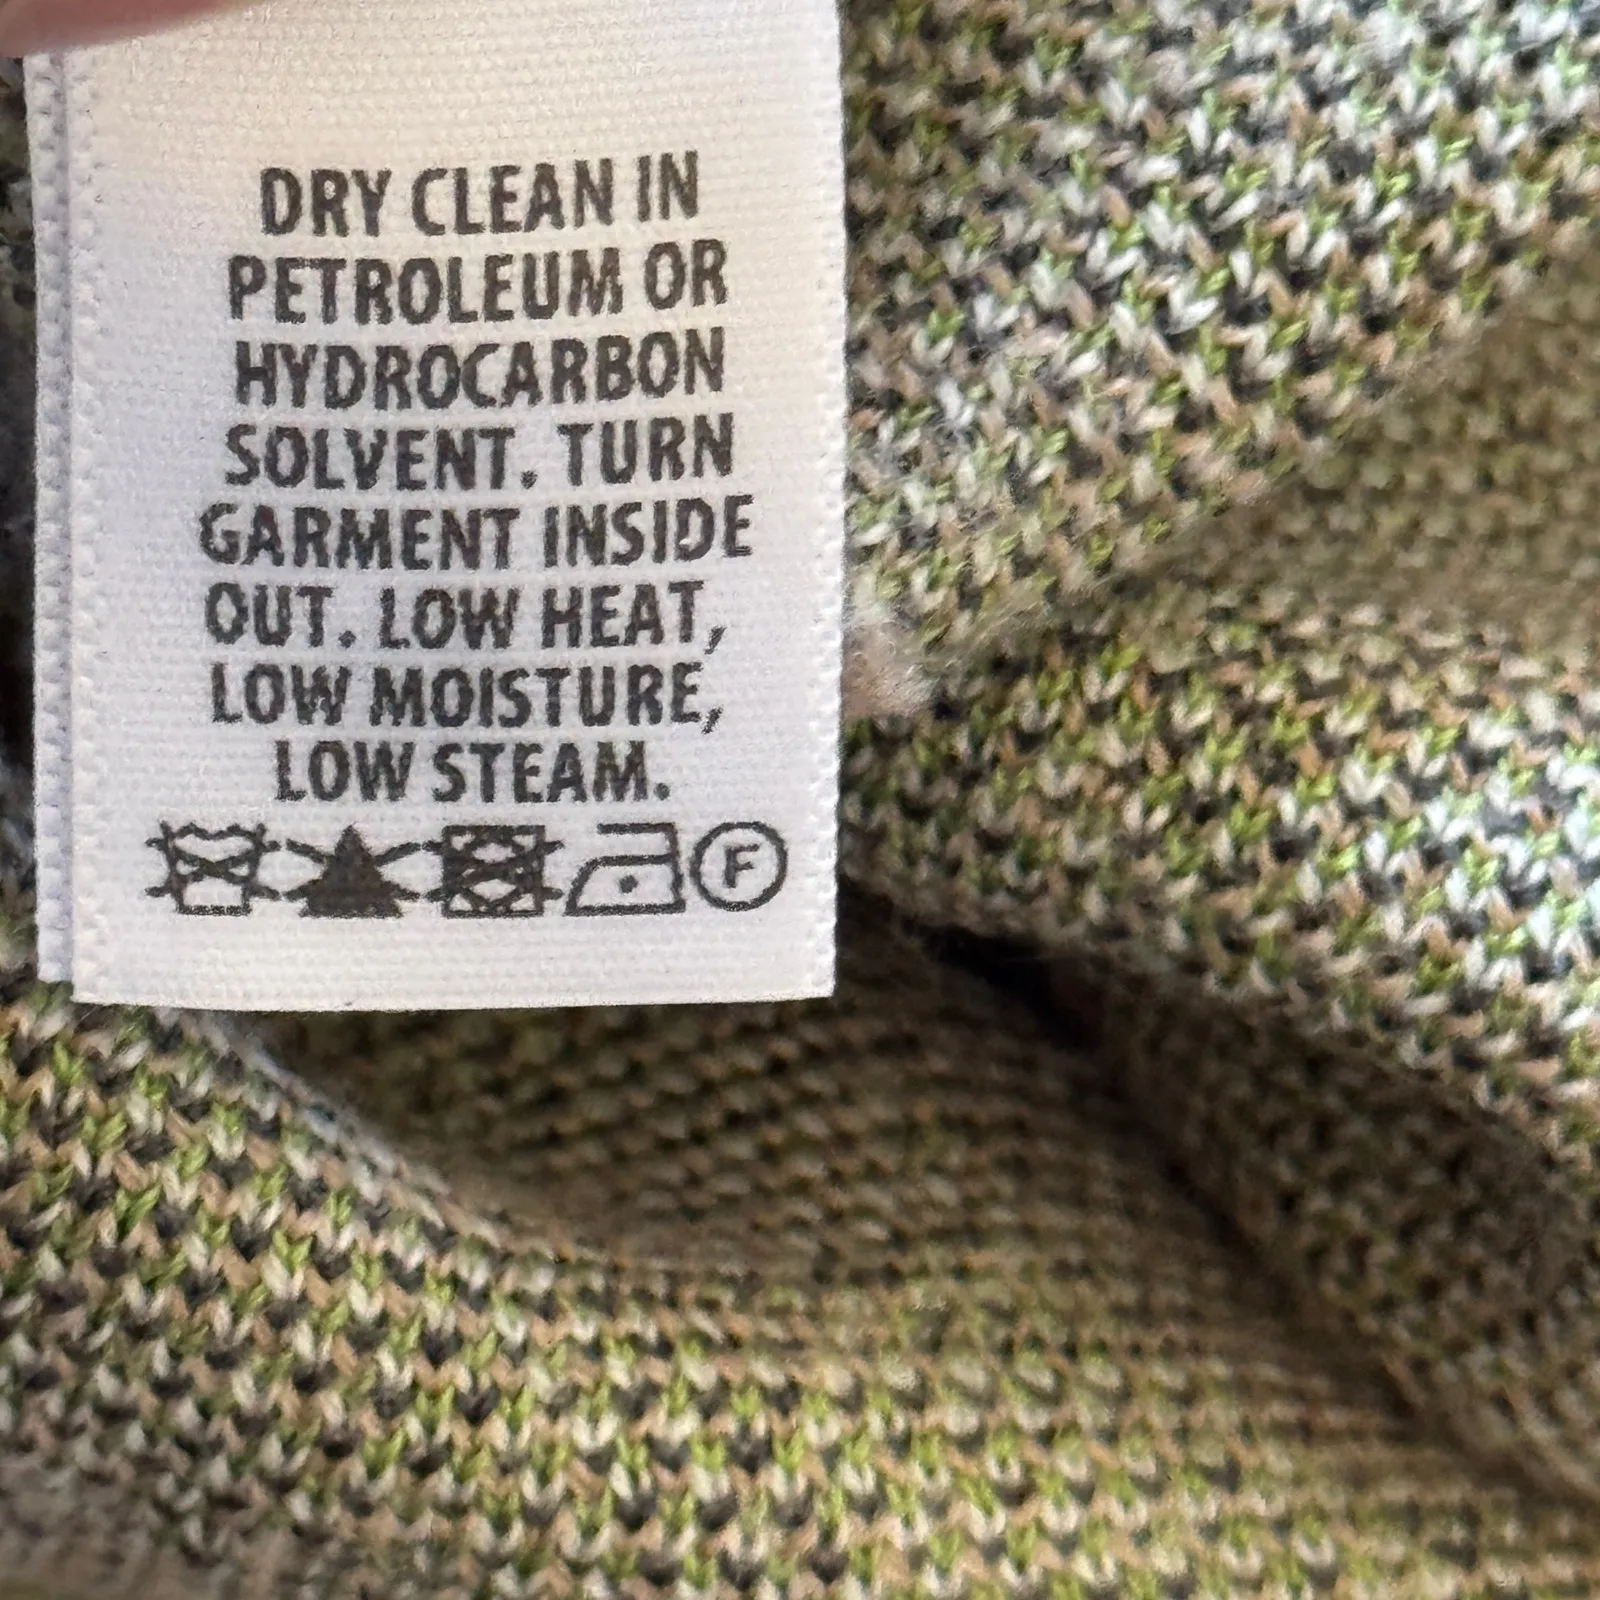 DRY CLEAN IN
PETROLEUM OR
HYDROCARBON
SOLVENT. TURN
GARMENT INSIDE
OUT. LOW HEAT,
LOW MOISTURE,
LOW STEAM.
F